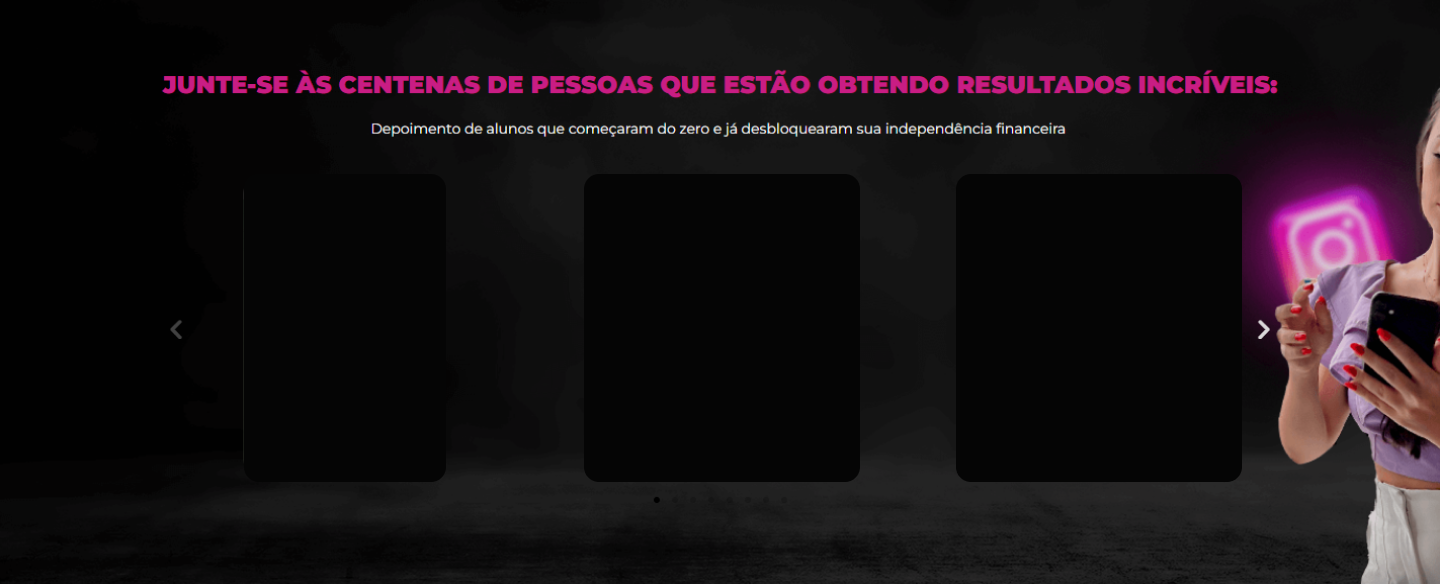 JUNTE-SE ÀS CENTENAS DE PESSOAS QUE ESTÃO OBTENDO RESULTADOS INCRÍVEIS:
Depoimento de alunos que começaram do zero e já desbloquearam sua independência financeira